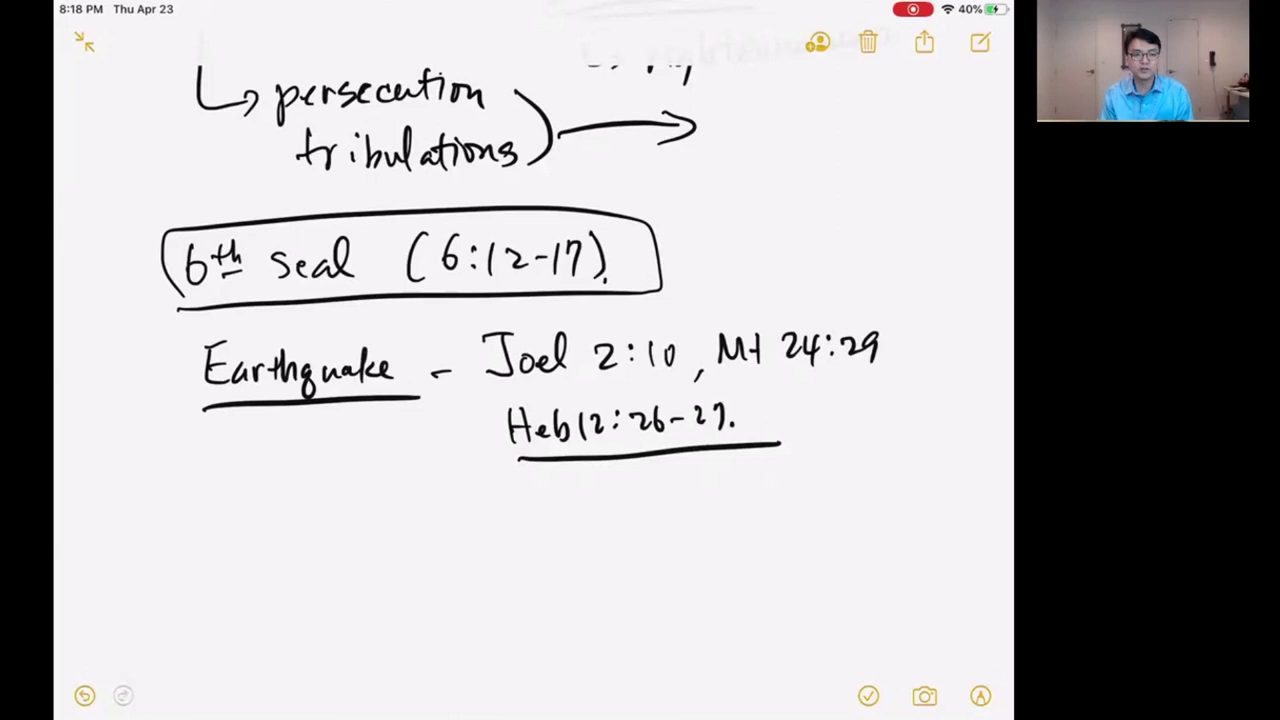 8:18 PM Thu Apr 23
40%
↳ persecution
tribulations
6th seal (6:12-17).
Earthquake - Joel 2:10, Mt 24:29
Heb 12:26-27.